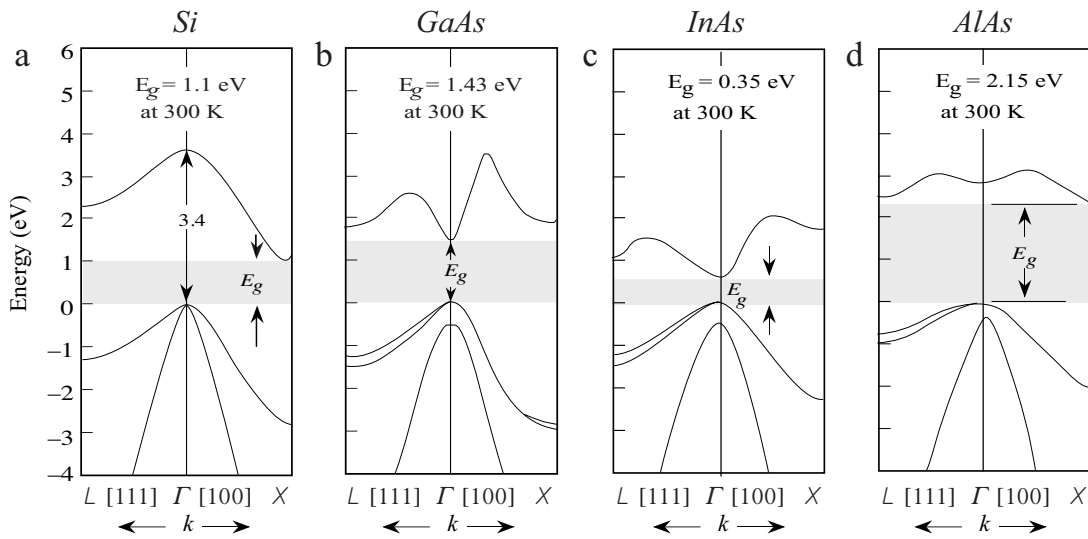 Si GaAs InAs AlAs
a b c d
E_g = 1.1 eV
at 300 K
E_g = 1.43 eV
at 300 K
E_g = 0.35 eV
at 300 K
E_g = 2.15 eV
at 300 K
Energy (eV)
6
5
4
3
2
1
0
−1
−2
−3
−4
3.4
E_g
E_g
E_g
E_g
L [111] Γ [100] X
L [111] Γ [100] X
L [111] Γ [100] X
L [111] Γ [100] X
k
k
k
k